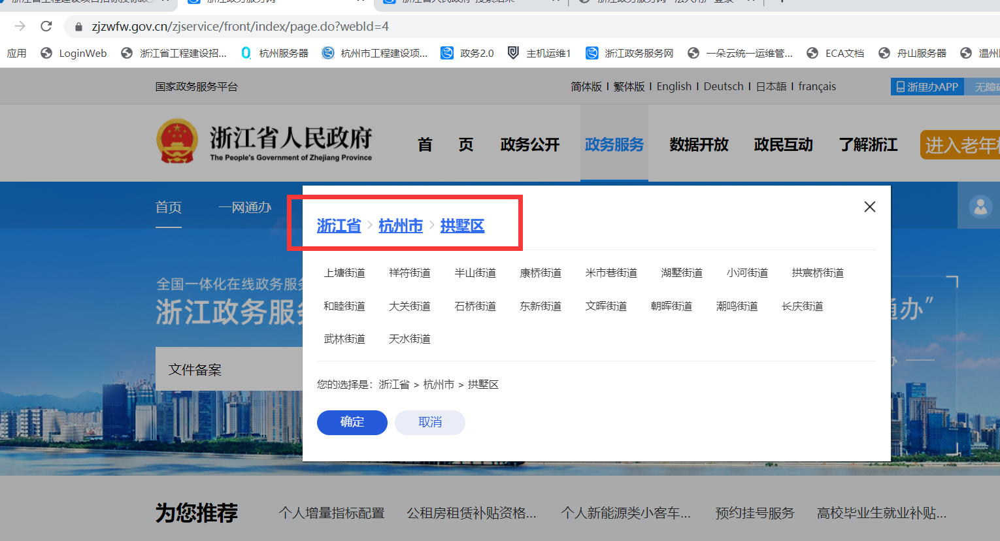 zjzwfw.gov.cn/zjservice/front/index/page.do?webId=4
应用 LoginWeb 浙江省工程建设招... 杭州服务器 杭州市工程建设项... 政务2.0 主机运维1 浙江政务服务网 一朵云统一运维管... ECA文档 舟山服务器 温州
国家政务服务平台 简体版 I 繁体版 I English I Deutsch I 日本語 I français 浙里办APP 无障
浙江省人民政府 首 页 政务公开 政务服务 数据开放 政民互动 了解浙江 进入老年
The People's Government of Zhejiang Province
首页 一网通办
浙江省 > 杭州市 > 拱墅区
上塘街道 祥符街道 半山街道 康桥街道 米市巷街道 湖墅街道 小河街道 拱宸桥街道
全国一体化在线政务服务
和睦街道 大关街道 石桥街道 东新街道 文晖街道 朝晖街道 潮鸣街道 长庆街道
浙江政务服务 通办”
武林街道 天水街道
文件备案
您的选择是：浙江省 > 杭州市 > 拱墅区
确定 取消
为您推荐 个人增量指标配置 公租房租赁补贴资格... 个人新能源类小客车... 预约挂号服务 高校毕业生就业补贴...